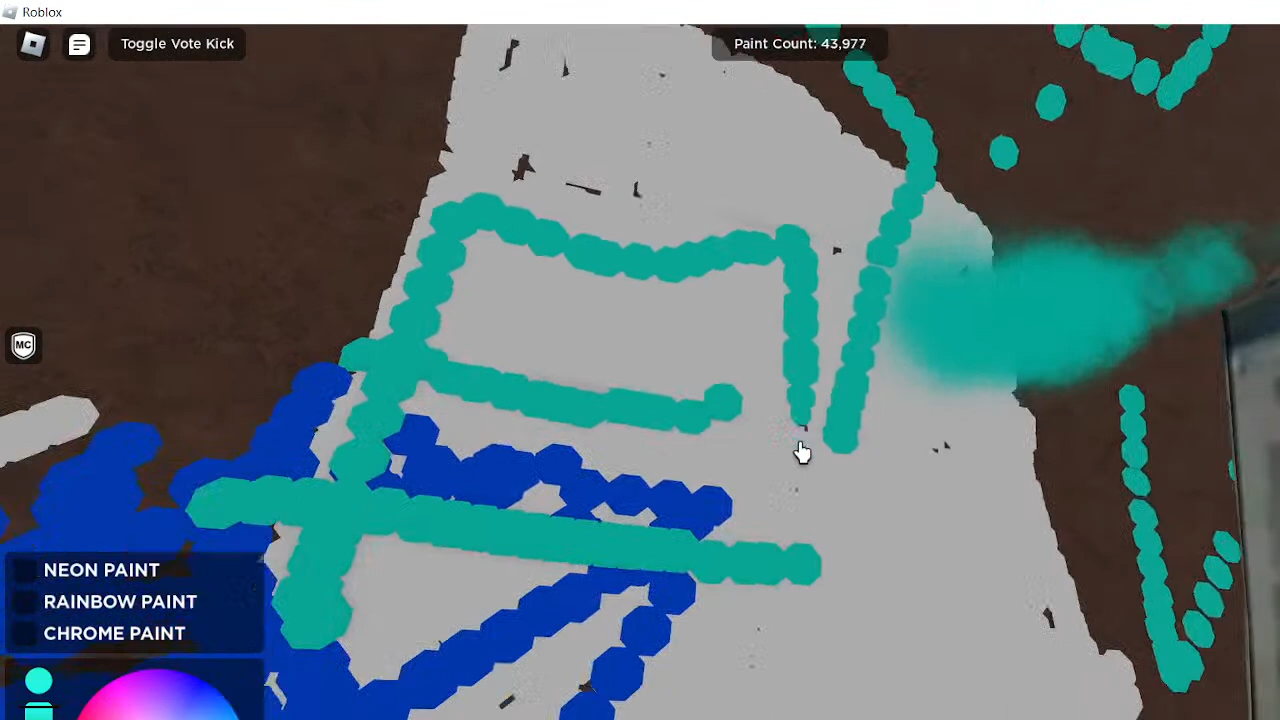 Roblox
Toggle Vote Kick
Paint Count: 43,977
MC
NEON PAINT
RAINBOW PAINT
CHROME PAINT